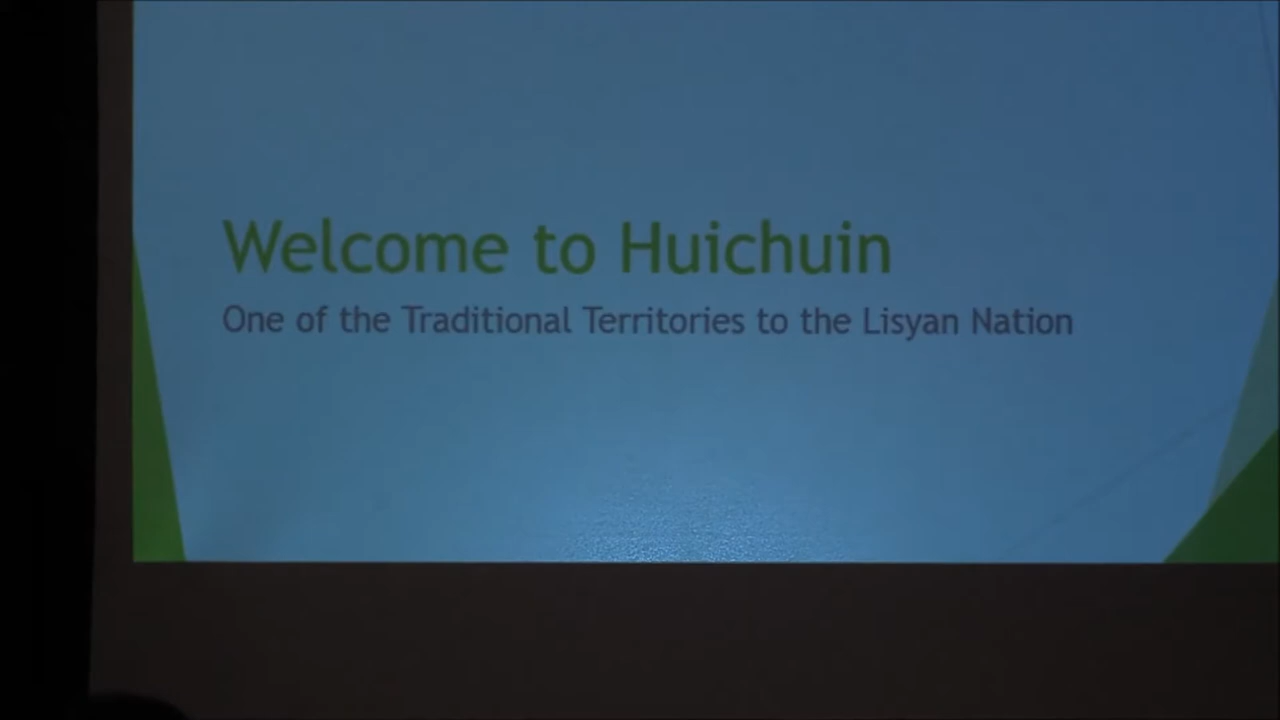 Welcome to Huichuin
One of the Traditional Territories to the Lisyan Nation